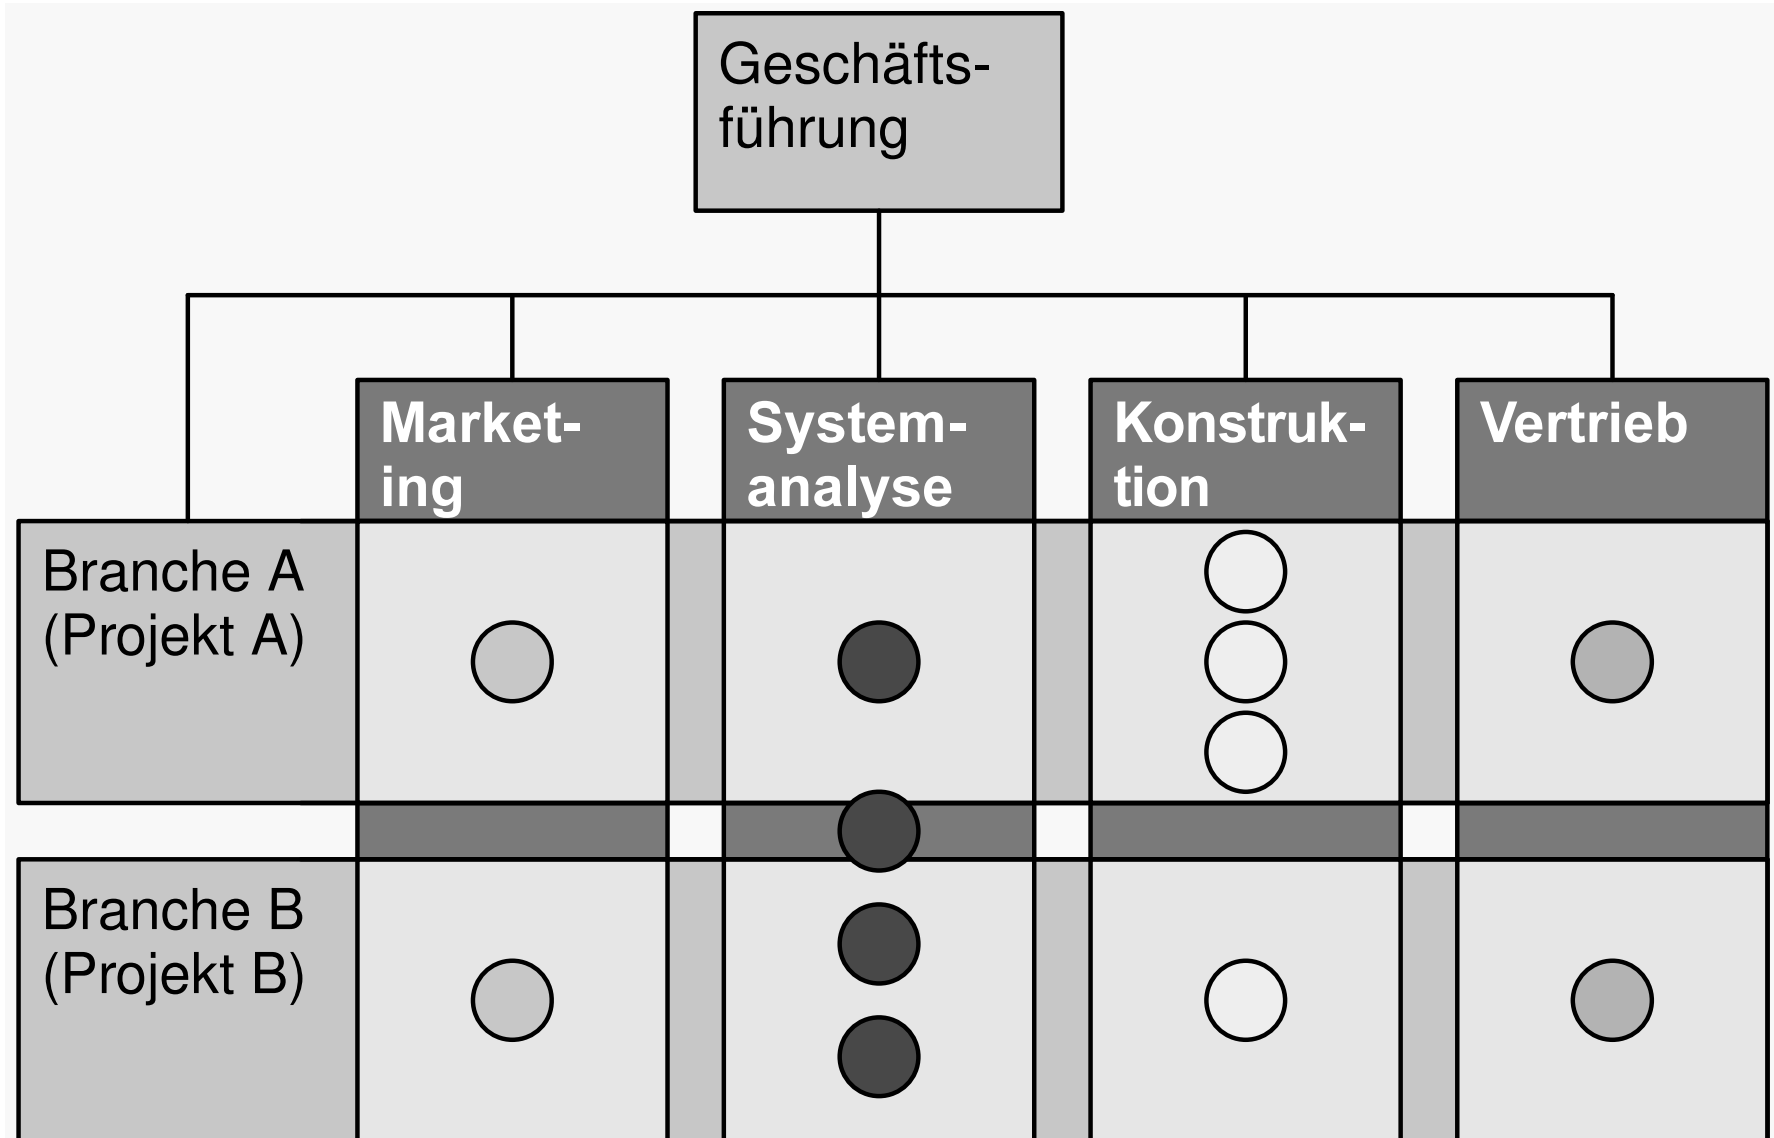 Geschäfts-
führung
Market-
ing
System-
analyse
Konstruk-
tion
Vertrieb
Branche A
(Projekt A)
Branche B
(Projekt B)